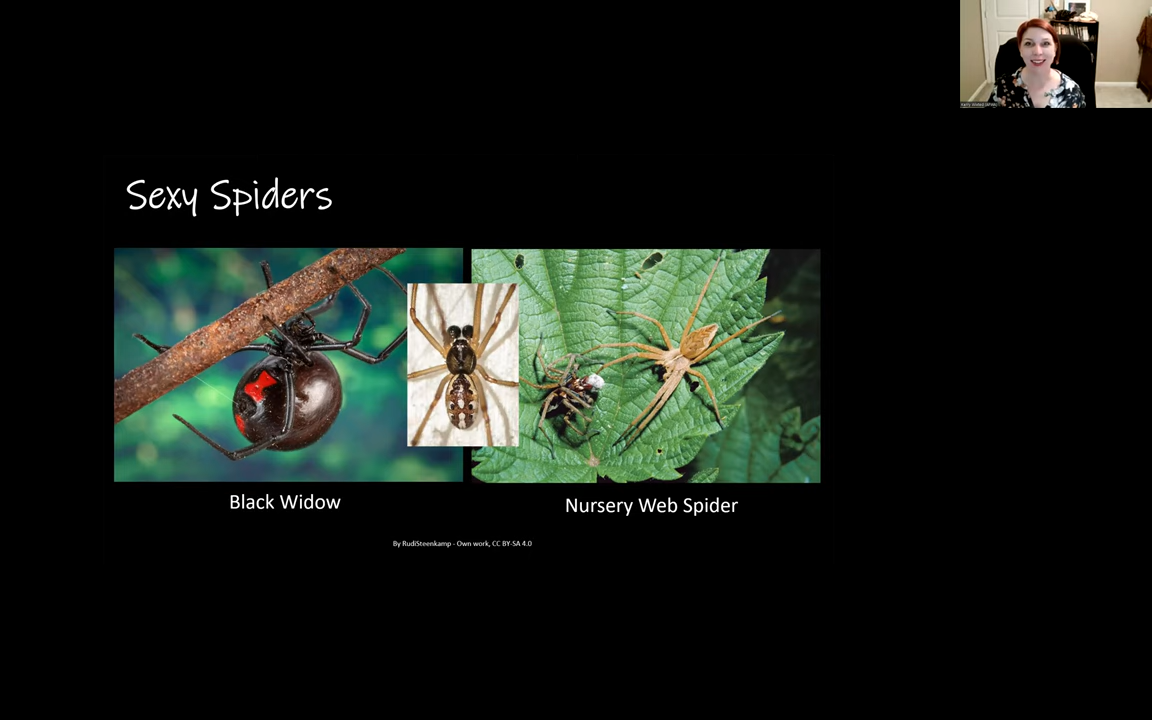 Sexy Spiders
Black Widow
Nursery Web Spider
By RudiSteenkamp - Own work, CC BY-SA 4.0